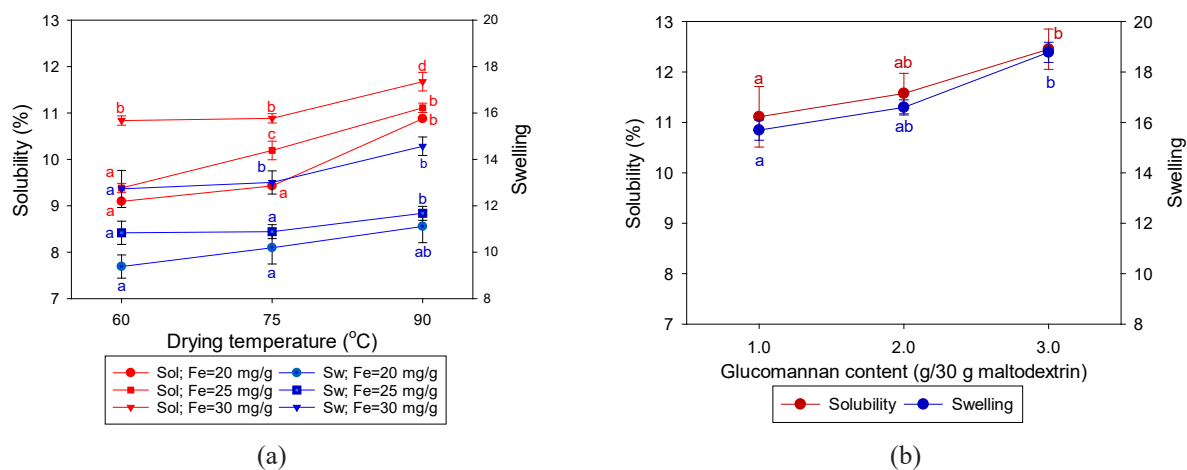 13
12
11
10
9
8
7
Solubility (%)
20
18
16
14
12
10
8
Swelling
b
b
d
b
a
c
b
a
a
b
b
a
a
b
a
a
ab
60 75 90
Drying temperature (°C)
Sol; Fe=20 mg/g Sw; Fe=20 mg/g
Sol; Fe=25 mg/g Sw; Fe=25 mg/g
Sol; Fe=30 mg/g Sw; Fe=30 mg/g
(a)
13
12
11
10
9
8
7
Solubility (%)
20
18
16
14
12
10
8
Swelling
a
ab
b
a
ab
b
1.0 2.0 3.0
Glucomannan content (g/30 g maltodextrin)
Solubility Swelling
(b)